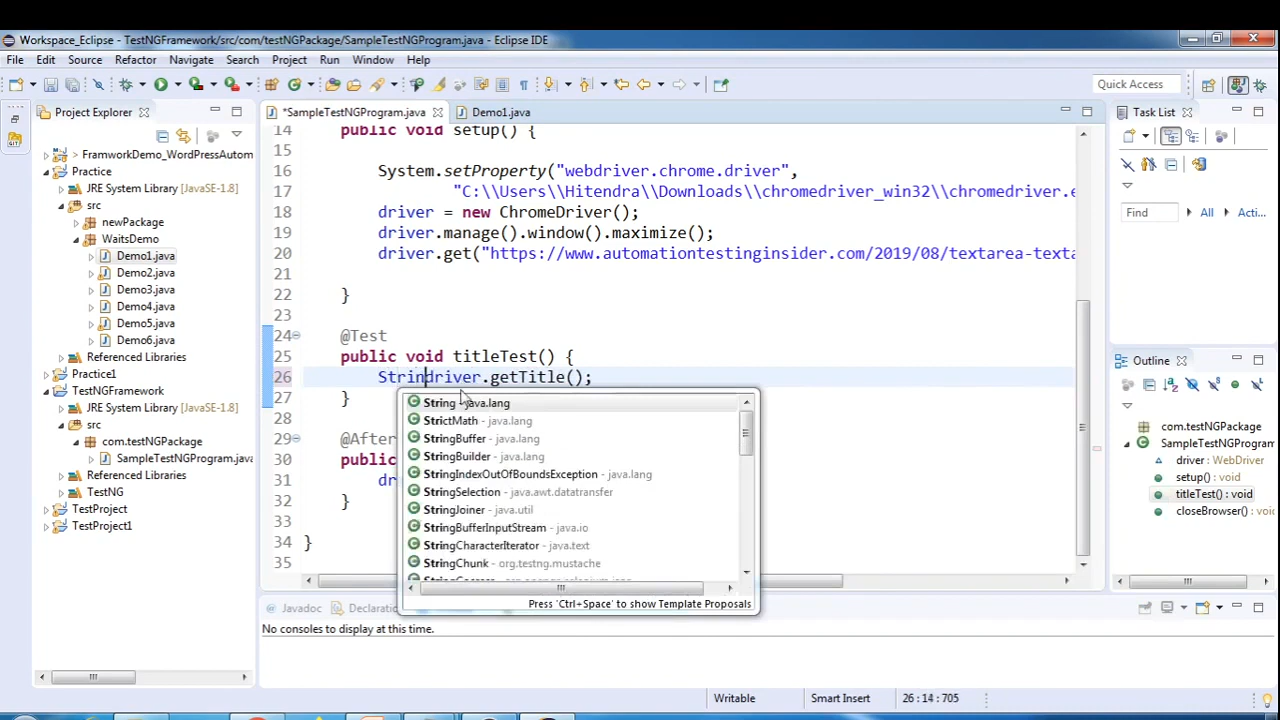 Workspace_Eclipse - TestNGFramework/src/com/testNGPackage/SampleTestNGProgram.java - Eclipse IDE
File Edit Source Refactor Navigate Search Project Run Window Help
Quick Access
Project Explorer
> FramworkDemo_WordPressAutom
Practice
JRE System Library [JavaSE-1.8]
src
newPackage
WaitsDemo
Demo1.java
Demo2.java
Demo3.java
Demo4.java
Demo5.java
Demo6.java
Referenced Libraries
Practice1
TestNGFramework
JRE System Library [JavaSE-1.8]
src
com.testNGPackage
SampleTestNGProgram.java
Referenced Libraries
TestNG
TestProject
TestProject1
*SampleTestNGProgram.java Demo1.java
14 public void setup() {
15
16 System.setProperty("webdriver.chrome.driver",
17 "C:\\Users\\Hitendra\\Downloads\\chromedriver_win32\\chromedriver.e
18 driver = new ChromeDriver();
19 driver.manage().window().maximize();
20 driver.get("https://www.automationtestinginsider.com/2019/08/textarea-texta
21
22 }
23
24 @Test
25 public void titleTest() {
26 Strindriver.getTitle();
27 }
28
29 @After
30 public
31 dr
32 }
33
34 }
35
String - java.lang
StrictMath - java.lang
StringBuffer - java.lang
StringBuilder - java.lang
StringIndexOutOfBoundsException - java.lang
StringSelection - java.awt.datatransfer
StringJoiner - java.util
StringBufferInputStream - java.io
StringCharacterIterator - java.text
StringChunk - org.testng.mustache
Press 'Ctrl+Space' to show Template Proposals
Task List
Find All Acti...
Outline
com.testNGPackage
SampleTestNGProgram
driver : WebDriver
setup() : void
titleTest() : void
closeBrowser() : void
Javadoc Declaratio
No consoles to display at this time.
Writable Smart Insert 26 : 14 : 705